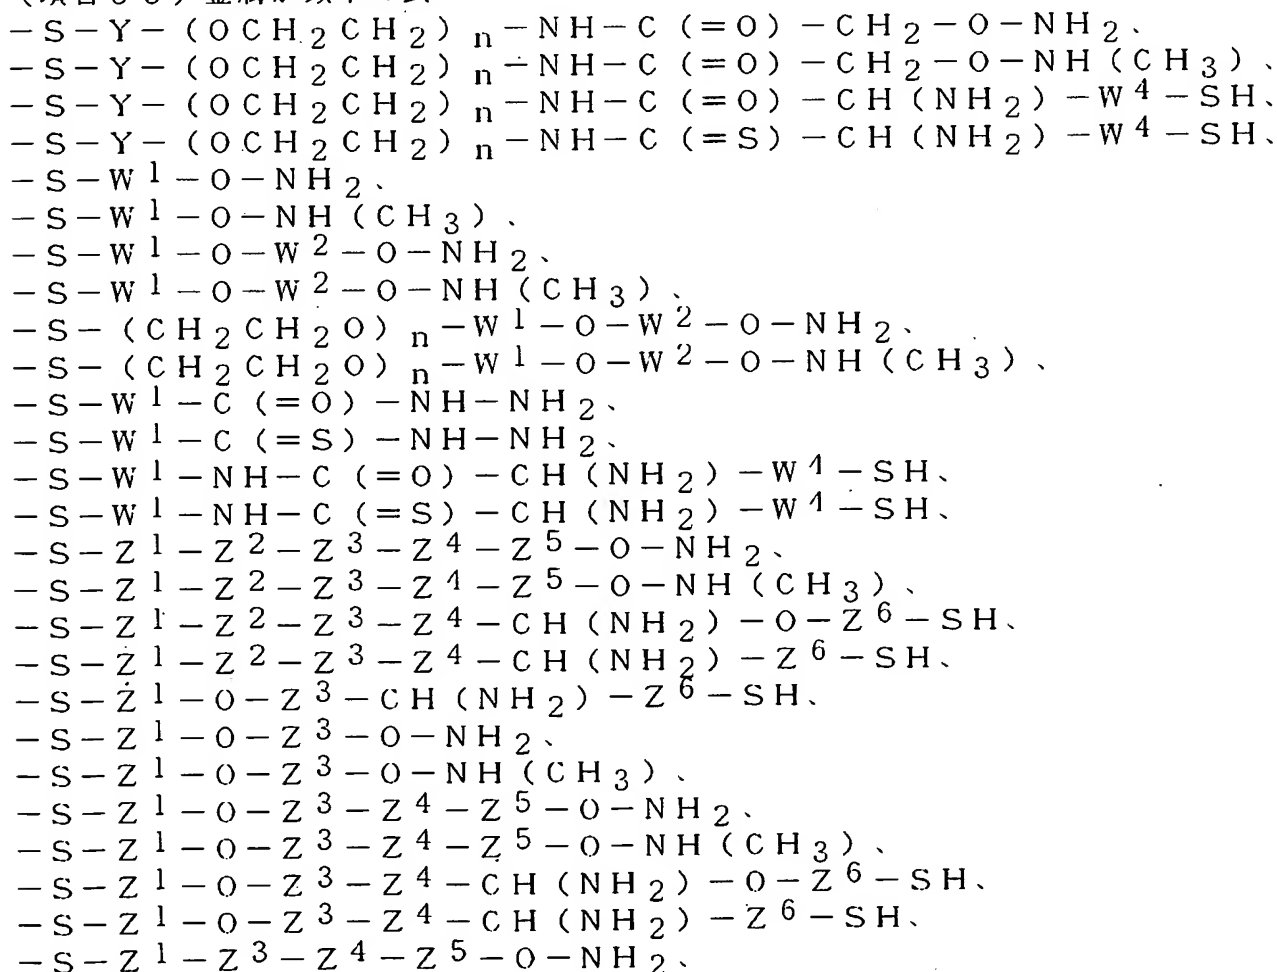 －S－Y－(OCH₂CH₂)ₙ－NH－C(=O)－CH₂－O－NH₂、
－S－Y－(OCH₂CH₂)ₙ－NH－C(=O)－CH₂－O－NH(CH₃)、
－S－Y－(OCH₂CH₂)ₙ－NH－C(=O)－CH(NH₂)－W⁴－SH、
－S－Y－(OCH₂CH₂)ₙ－NH－C(=S)－CH(NH₂)－W⁴－SH、
－S－W¹－O－NH₂、
－S－W¹－O－NH(CH₃)、
－S－W¹－O－W²－O－NH₂、
－S－W¹－O－W²－O－NH(CH₃)、
－S－(CH₂CH₂O)ₙ－W¹－O－W²－O－NH₂、
－S－(CH₂CH₂O)ₙ－W¹－O－W²－O－NH(CH₃)、
－S－W¹－C(=O)－NH－NH₂、
－S－W¹－C(=S)－NH－NH₂、
－S－W¹－NH－C(=O)－CH(NH₂)－W⁴－SH、
－S－W¹－NH－C(=S)－CH(NH₂)－W⁴－SH、
－S－Z¹－Z²－Z³－Z⁴－Z⁵－O－NH₂、
－S－Z¹－Z²－Z³－Z⁴－Z⁵－O－NH(CH₃)、
－S－Z¹－Z²－Z³－Z⁴－CH(NH₂)－O－Z⁶－SH、
－S－Z¹－Z²－Z³－Z⁴－CH(NH₂)－Z⁶－SH、
－S－Z¹－O－Z³－CH(NH₂)－Z⁶－SH、
－S－Z¹－O－Z³－O－NH₂、
－S－Z¹－O－Z³－O－NH(CH₃)、
－S－Z¹－O－Z³－Z⁴－Z⁵－O－NH₂、
－S－Z¹－O－Z³－Z⁴－Z⁵－O－NH(CH₃)、
－S－Z¹－O－Z³－Z⁴－CH(NH₂)－O－Z⁶－SH、
－S－Z¹－O－Z³－Z⁴－CH(NH₂)－Z⁶－SH、
－S－Z¹－Z³－Z⁴－Z⁵－O－NH₂、